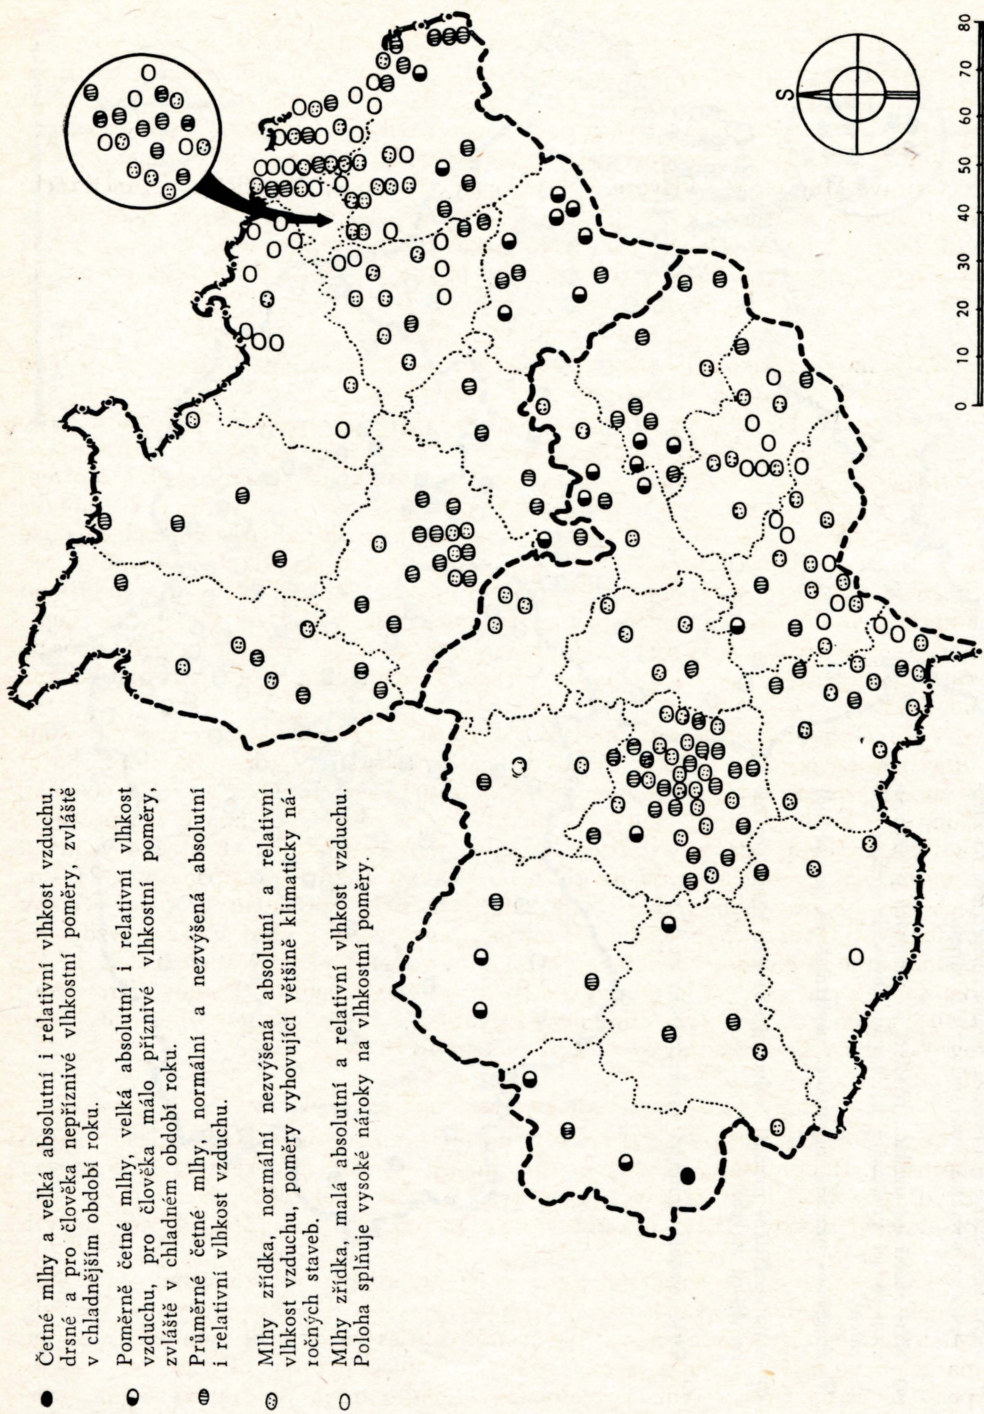 Četné mlhy a velká absolutní i relativní vlhkost vzduchu,
drsné a pro člověka nepříznivé vlhkostní poměry, zvláště
v chladnějším období roku.
Poměrně četné mlhy, velká absolutní i relativní vlhkost
vzduchu, pro člověka málo příznivé vlhkostní poměry,
zvláště v chladném období roku.
Průměrné četné mlhy, normální a nezvýšená absolutní
i relativní vlhkost vzduchu.
Mlhy zřídka, normální nezvýšená absolutní a relativní
vlhkost vzduchu, poměry vyhovující většině klimaticky ná-
ročných staveb.
Mlhy zřídka, malá absolutní a relativní vlhkost vzduchu.
Poloha splňuje vysoké nároky na vlhkostní poměry.
S
0 10 20 30 40 50 60 70 80